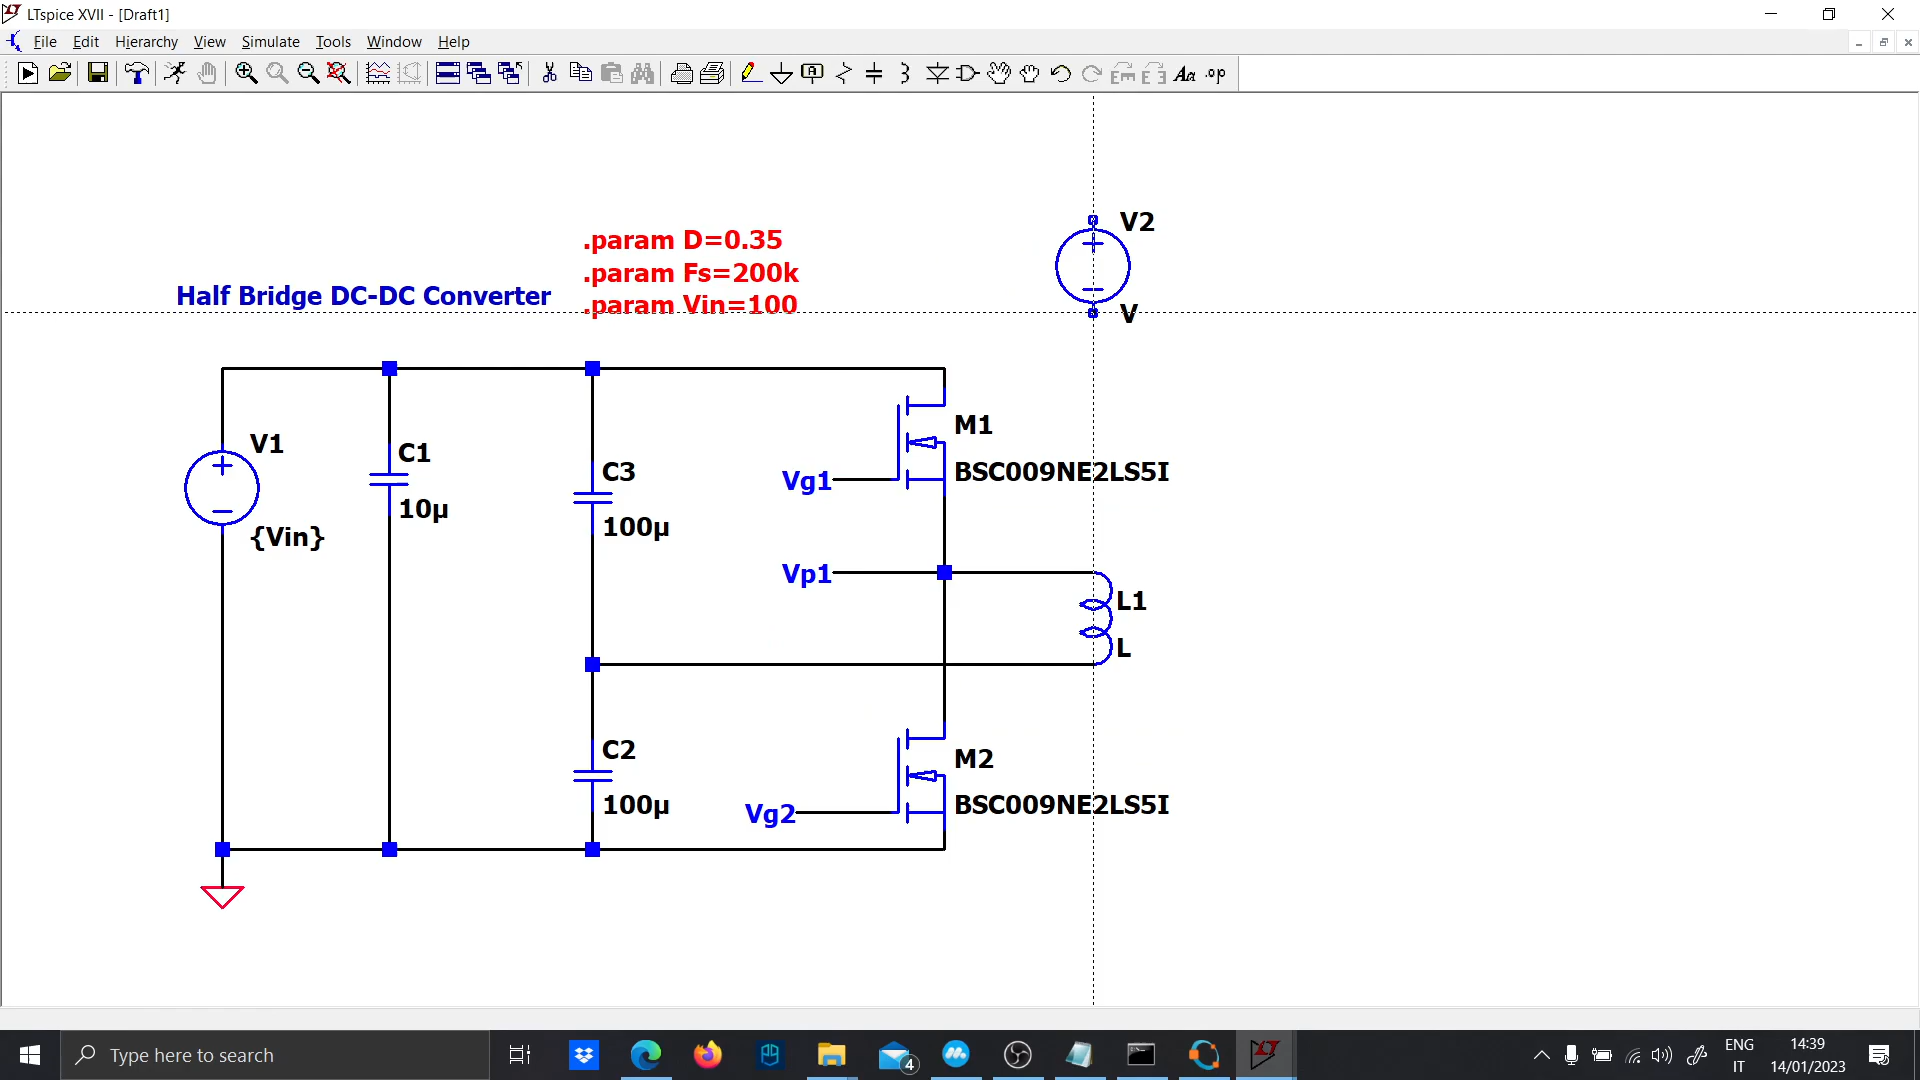 LTspice XVII - [Draft1]
File Edit Hierarchy View Simulate Tools Window Help
A
Aa .op
V2
V
.param D=0.35
.param Fs=200k
.param Vin=100
Half Bridge DC-DC Converter
V1
{Vin}
C1
10µ
C3
100µ
M1
BSC009NE2LS5I
Vg1
Vp1
L1
L
C2
100µ
M2
BSC009NE2LS5I
Vg2
Type here to search
4
ENG
IT
14:39
14/01/2023